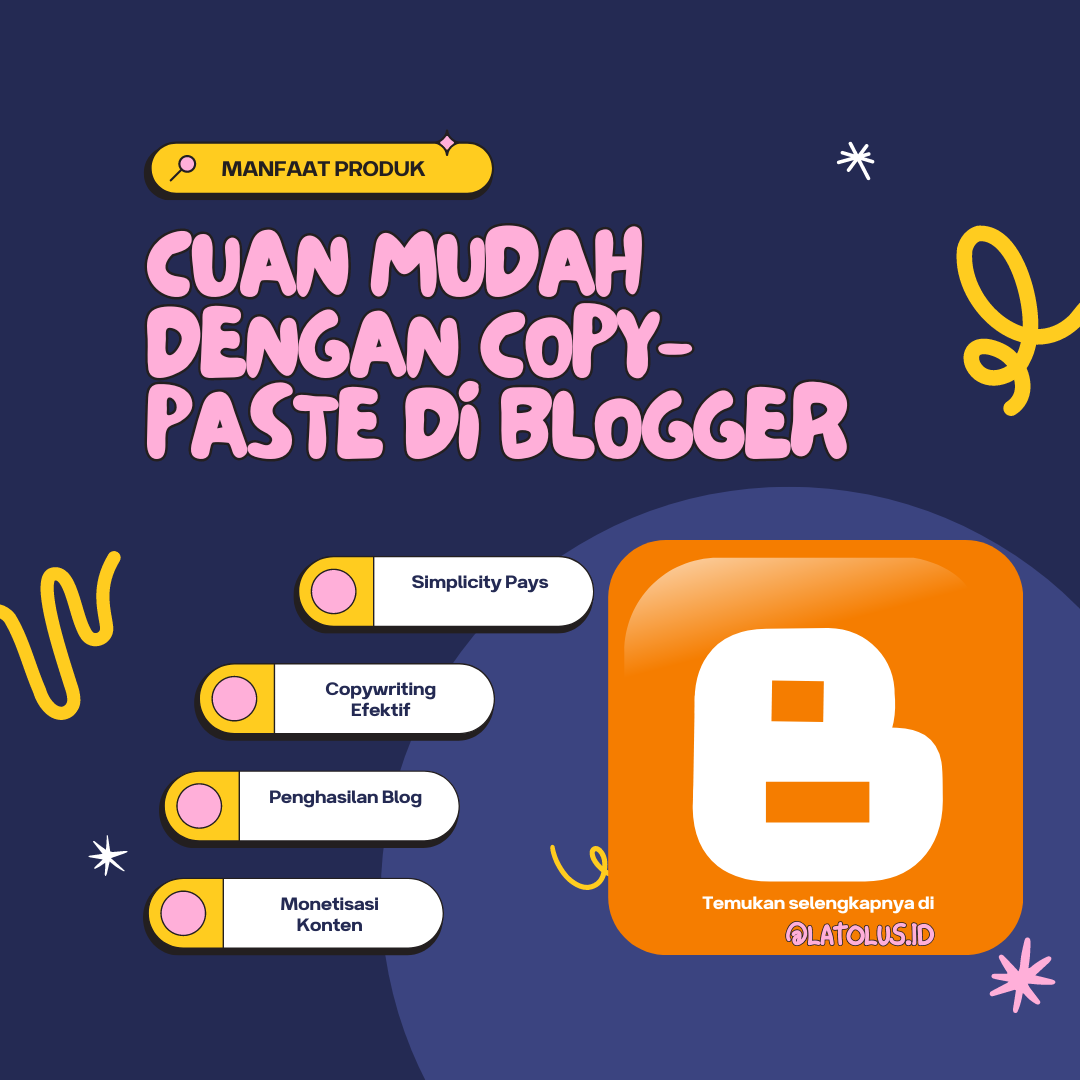 MANFAAT PRODUK
CUAN MUDAH
DENGAN COPY-
PASTE Di BLOGGER
Simplicity Pays
Copywriting
Efektif
Penghasilan Blog
Monetisasi
Konten
Temukan selengkapnya di
@LATOLUS.ID